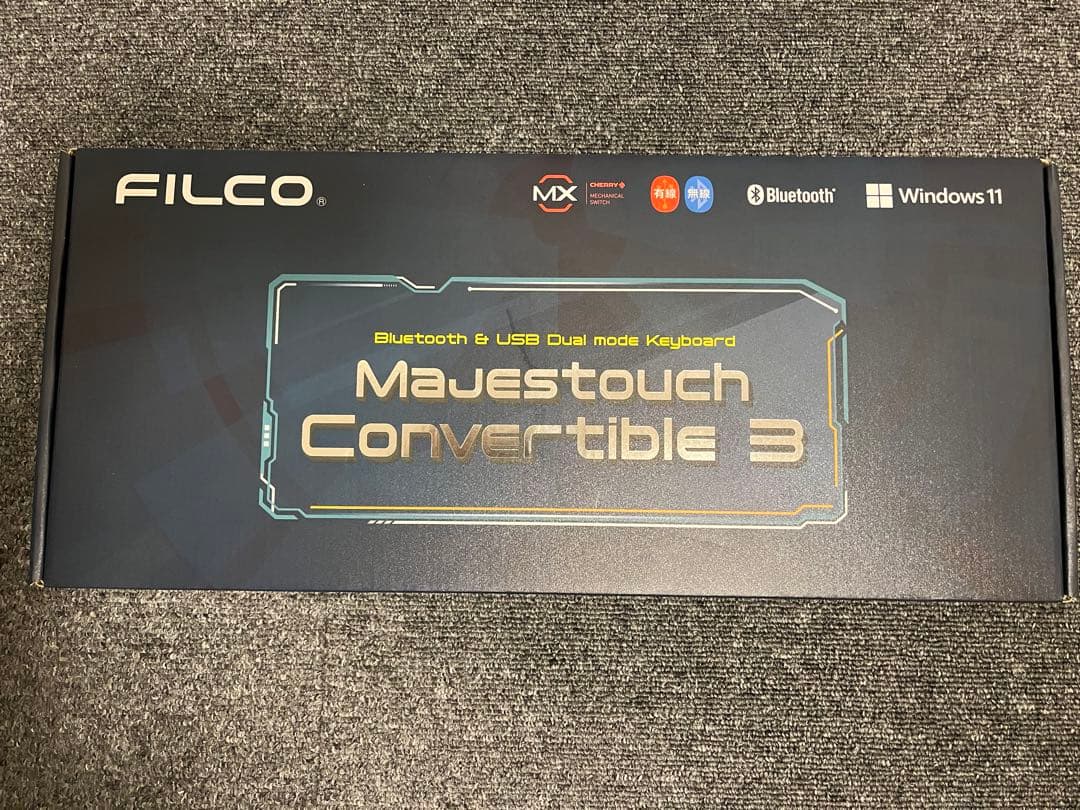 FILCO®
MX
CHERRY
MECHANICAL
SWITCH
有線
無線
Bluetooth®
Windows 11
Bluetooth & USB Dual mode Keyboard
Majestouch
Convertible 3